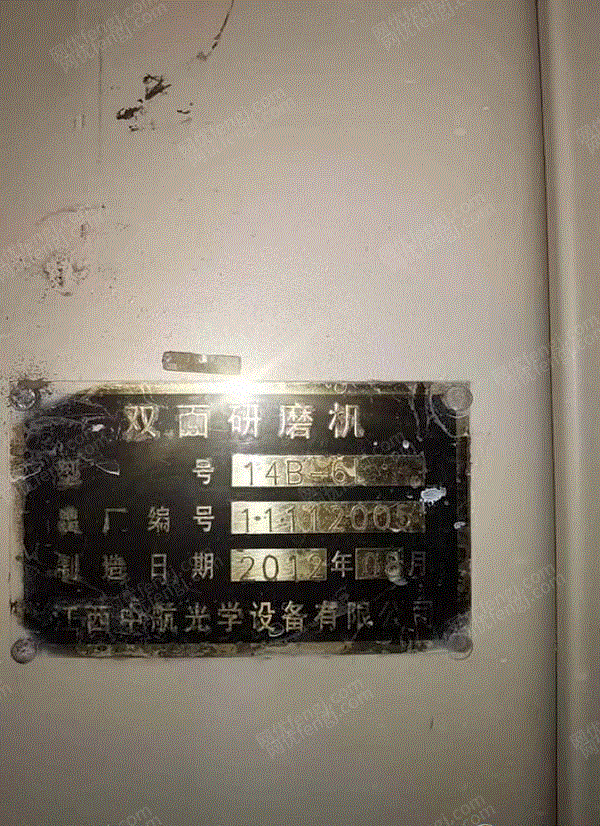 双面研磨机
型 号 14B-6L
出厂编号 11112005
制造日期 2012年08月
江西中航光学设备有限公司